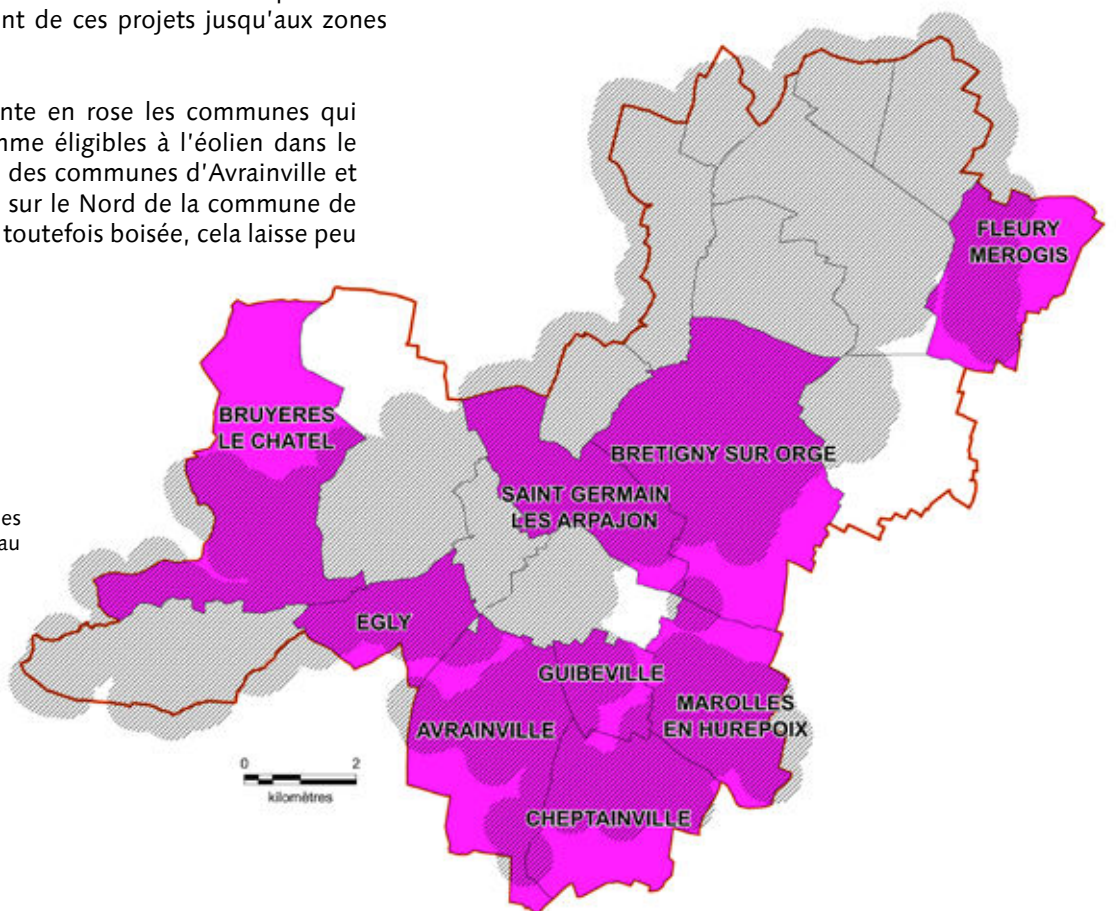 ant de ces projets jusqu'aux zones
nte en rose les communes qui
nme éligibles à l'éolien dans le
des communes d'Avrainville et
sur le Nord de la commune de
toutefois boisée, cela laisse peu
FLEURY
MEROGIS
BRUYERES
LE CHATEL
BRETIGNY SUR ORGE
SAINT GERMAIN
LES ARPAJON
es
au
EGLY
GUIBEVILLE
MAROLLES
EN HUREPOIX
AVRAINVILLE
0 2
kilomètres
CHEPTAINVILLE